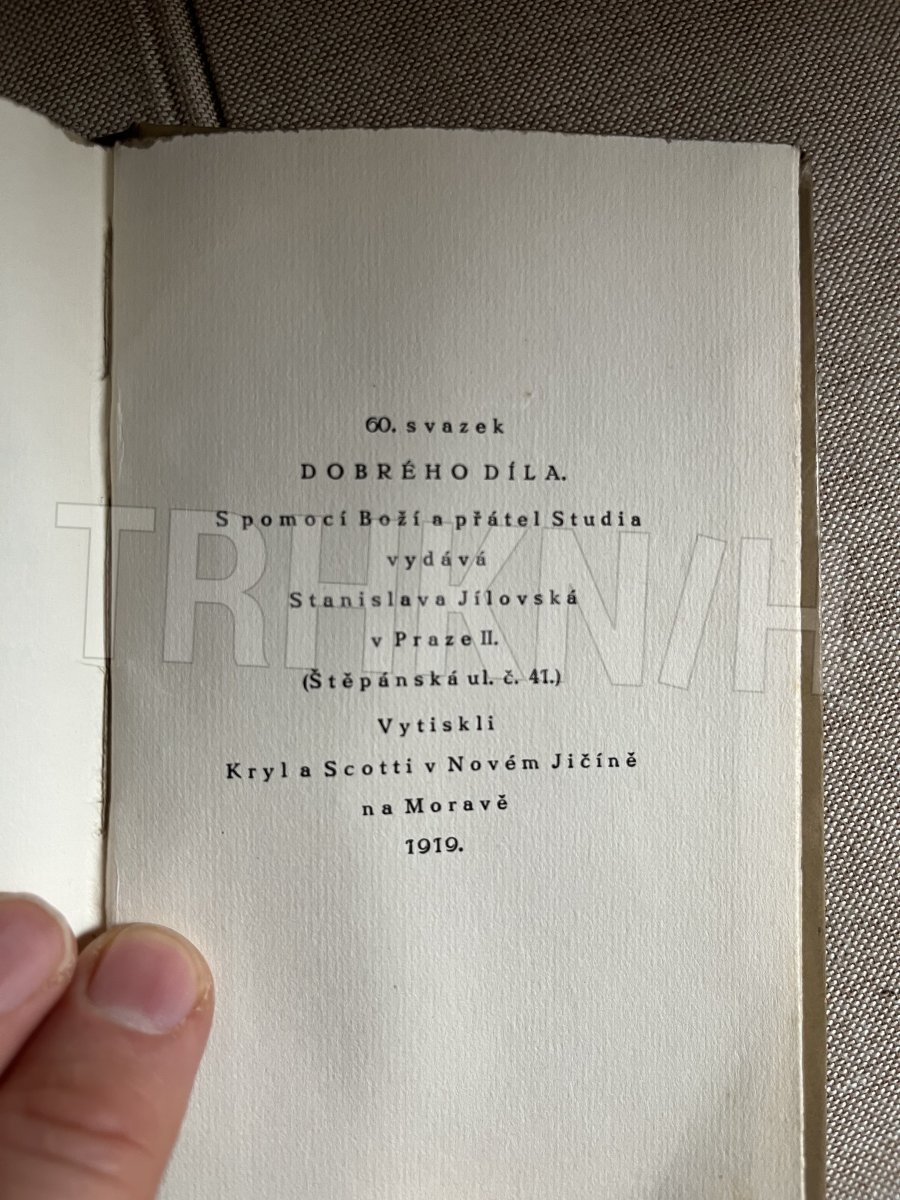 60. svazek
DOBRÉHO DÍLA.
S pomocí Boží a přátel Studia
vydává
Stanislava Jílovská
v Praze II.
(Štěpánská ul. č. 41.)
Vytiskli
Kryl a Scotti v Novém Jičíně
na Moravě
1919.
TRHKNIH